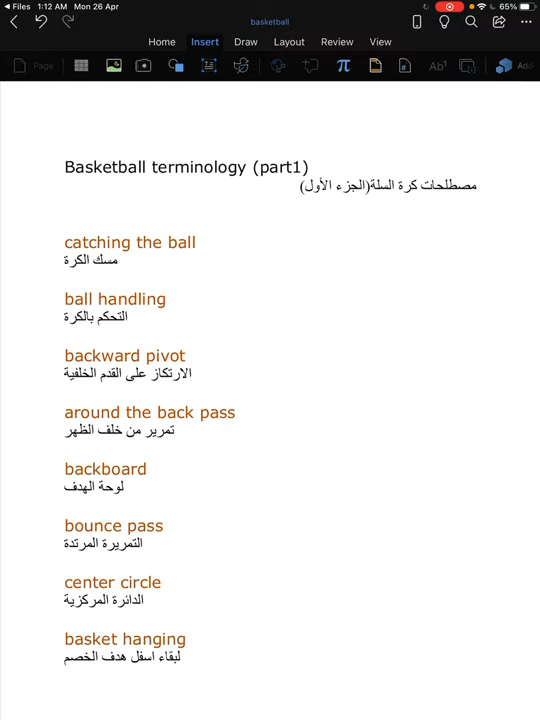 Files 1:12 AM Mon 26 Apr 65%
basketball
Home Insert Draw Layout Review View
Page Ab¹ Add
Basketball terminology (part1)
مصطلحات كرة السلة(الجزء الأول)
catching the ball
مسك الكرة
ball handling
التحكم بالكرة
backward pivot
الارتكاز على القدم الخلفية
around the back pass
تمرير من خلف الظهر
backboard
لوحة الهدف
bounce pass
التمريرة المرتدة
center circle
الدائرة المركزية
basket hanging
لبقاء اسفل هدف الخصم